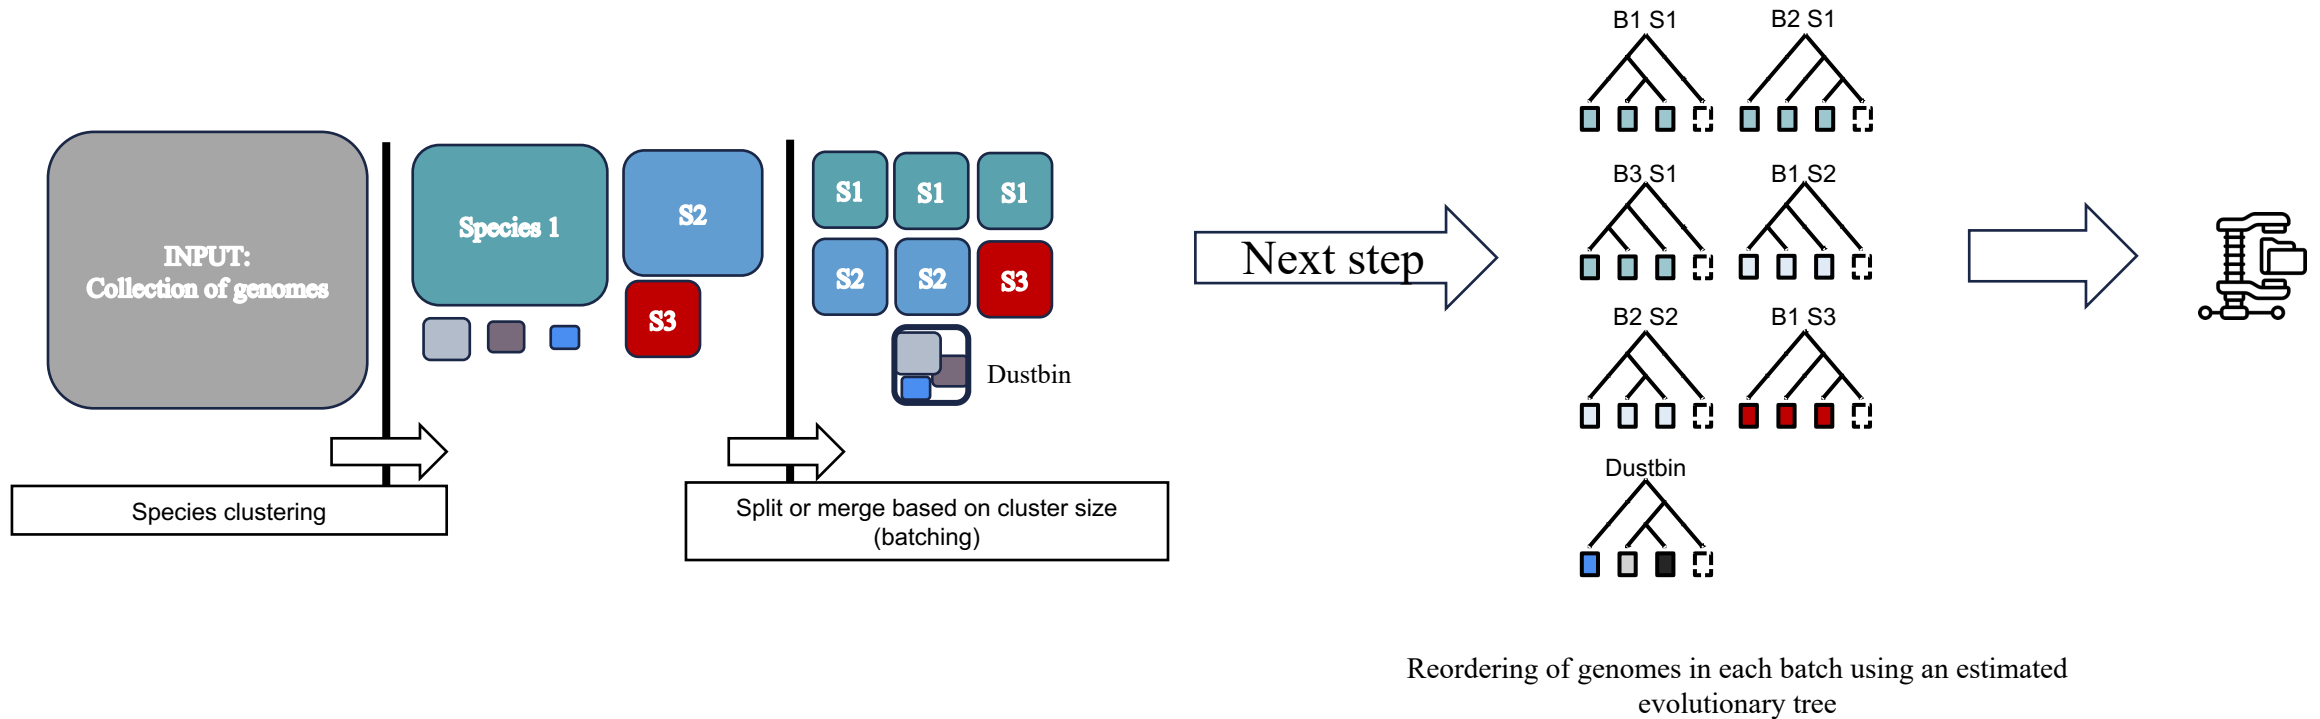 INPUT:
Collection of genomes
Species clustering
Species 1
S2
S3
Split or merge based on cluster size
(batching)
S1
S1
S1
S2
S2
S3
Dustbin
Next step
B1 S1
B2 S1
B3 S1
B1 S2
B2 S2
B1 S3
Dustbin
Reordering of genomes in each batch using an estimated
evolutionary tree